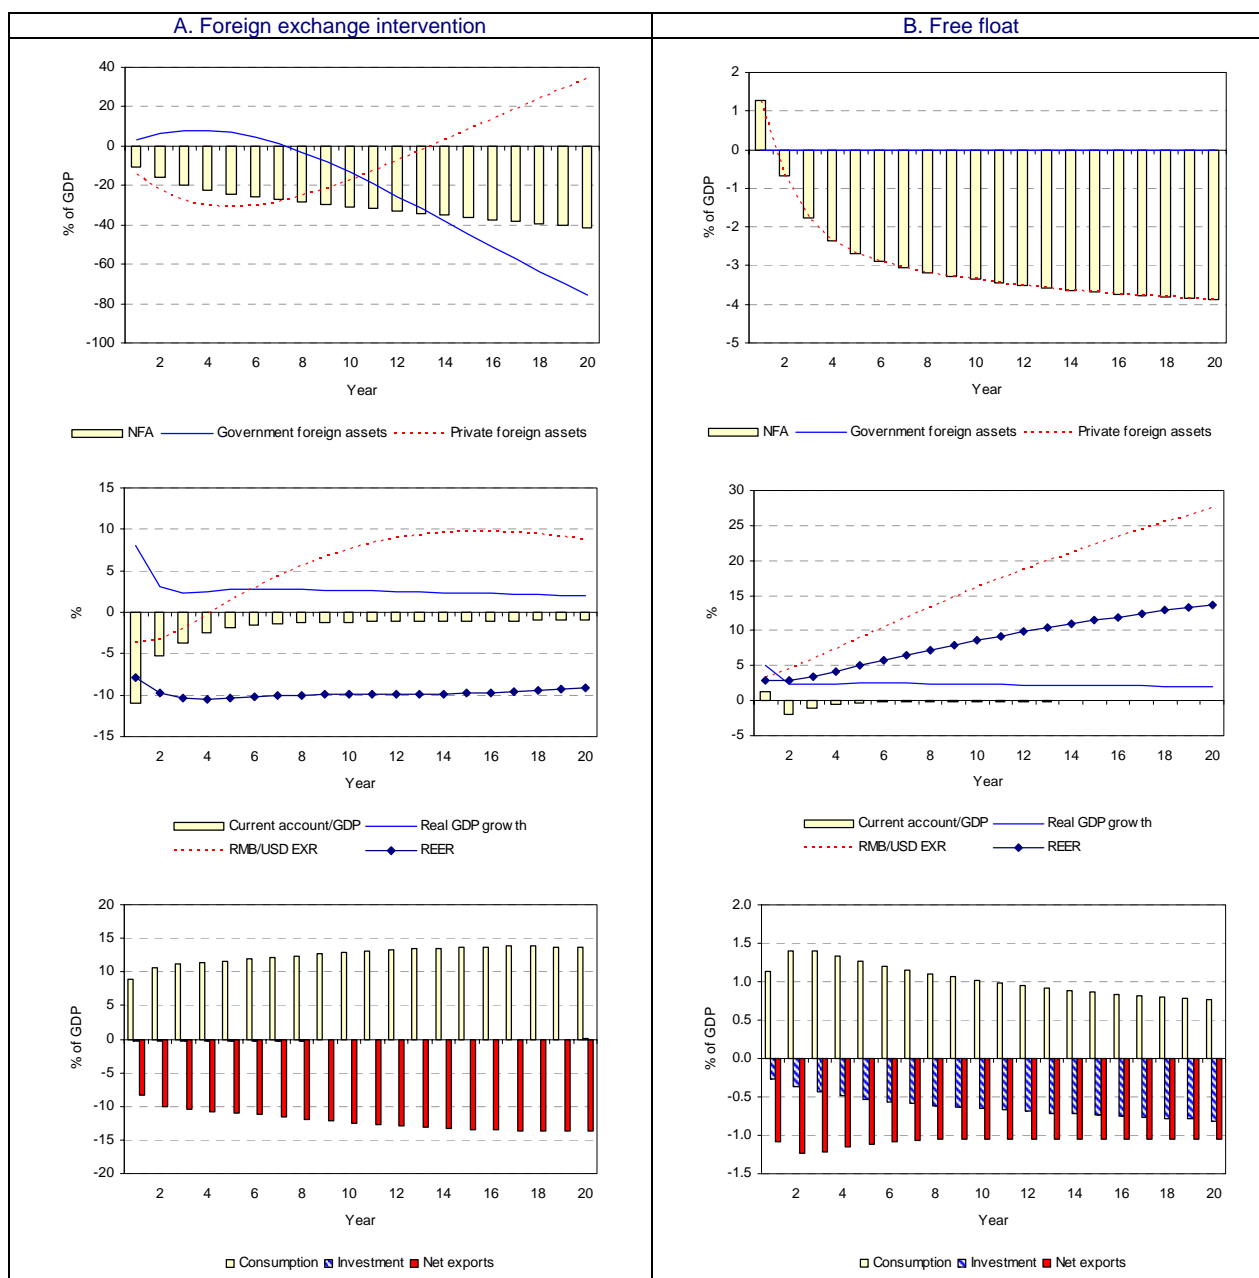 A. Foreign exchange intervention
B. Free float
40
20
0
-20
-40
-60
-80
-100
% of GDP
2 4 6 8 10 12 14 16 18 20
Year
NFA Government foreign assets Private foreign assets
2
1
0
-1
-2
-3
-4
-5
% of GDP
2 4 6 8 10 12 14 16 18 20
Year
NFA Government foreign assets Private foreign assets
15
10
5
0
-5
-10
-15
%
2 4 6 8 10 12 14 16 18 20
Year
Current account/GDP Real GDP growth
RMB/USD EXR REER
30
25
20
15
10
5
0
-5
%
2 4 6 8 10 12 14 16 18 20
Year
Current account/GDP Real GDP growth
RMB/USD EXR REER
20
15
10
5
0
-5
-10
-15
-20
% of GDP
2 4 6 8 10 12 14 16 18 20
Year
Consumption Investment Net exports
2.0
1.5
1.0
0.5
0.0
-0.5
-1.0
-1.5
% of GDP
2 4 6 8 10 12 14 16 18 20
Year
Consumption Investment Net exports